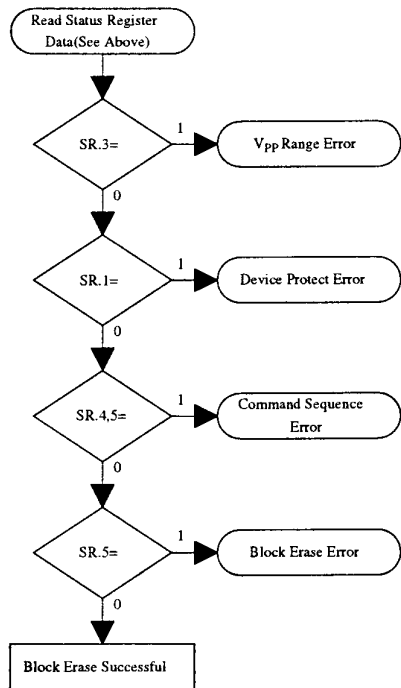 Read Status Register
Data(See Above)
SR.3=
1
VPP Range Error
0
SR.1=
1
Device Protect Error
0
SR.4,5=
1
Command Sequence
Error
0
SR.5=
1
Block Erase Error
0
Block Erase Successful